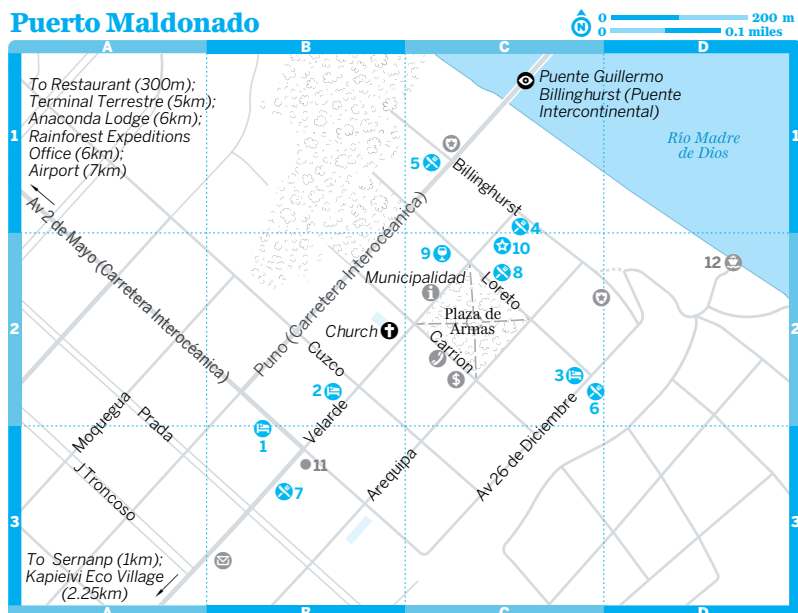 Puerto Maldonado
N
0 200 m
0 0.1 miles
A B C D
1 1
2 2
3 3
A B C D
To Restaurant (300m);
Terminal Terrestre (5km);
Anaconda Lodge (6km);
Rainforest Expeditions
Office (6km);
Airport (7km)
Puente Guillermo
Billinghurst (Puente
Intercontinental)
Río Madre
de Dios
5
Billinghurst
4
Av 2 de Mayo (Carretera Interocéanica)
Puno (Carretera Interocéanica)
9
10
8
12
Municipalidad
i
Loreto
Plaza de
Armas
Church
Carrion
$
Cuzco
2
3
6
Velarde
1
Moquegua
Prada
J Troncoso
11
7
Arequipa
Av 26 de Diciembre
To Sernanp (1km);
Kapieivi Eco Village
(2.25km)